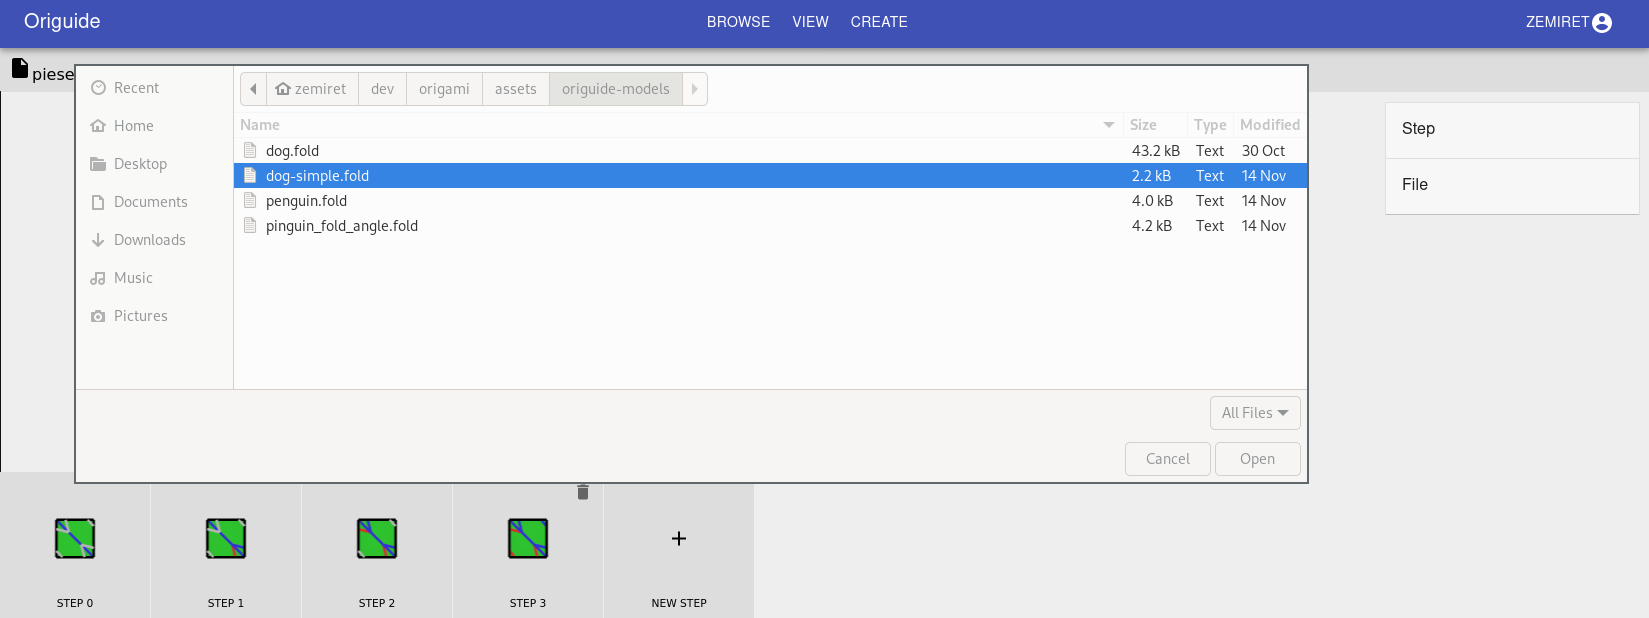 Origuide BROWSE VIEW CREATE ZEMIRET
piese
Recent
Home
Desktop
Documents
Downloads
Music
Pictures
zemiret dev origami assets origuide-models
Name Size Type Modified
dog.fold 43.2 kB Text 30 Oct
dog-simple.fold 2.2 kB Text 14 Nov
penguin.fold 4.0 kB Text 14 Nov
pinguin_fold_angle.fold 4.2 kB Text 14 Nov
All Files
Cancel Open
Step
File
STEP 0 STEP 1 STEP 2 STEP 3 NEW STEP